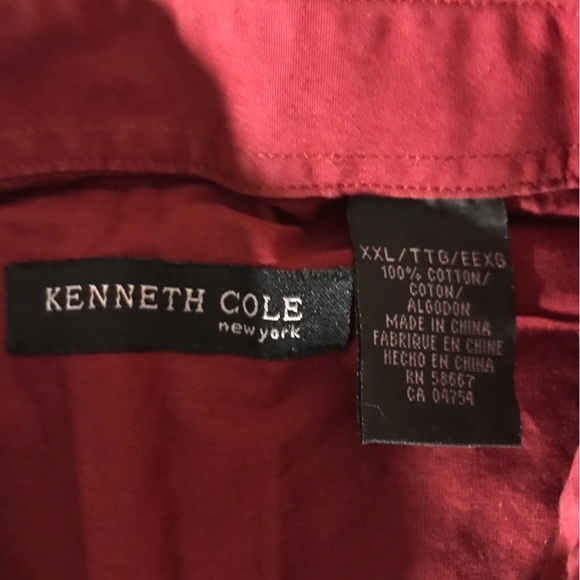 KENNETH COLE
new york
XXL/TTG/EEXG
100% COTTON/
COTON/
ALGODON
MADE IN CHINA
FABRIQUE EN CHINE
HECHO EN CHINA
RN 58667
CA 04754